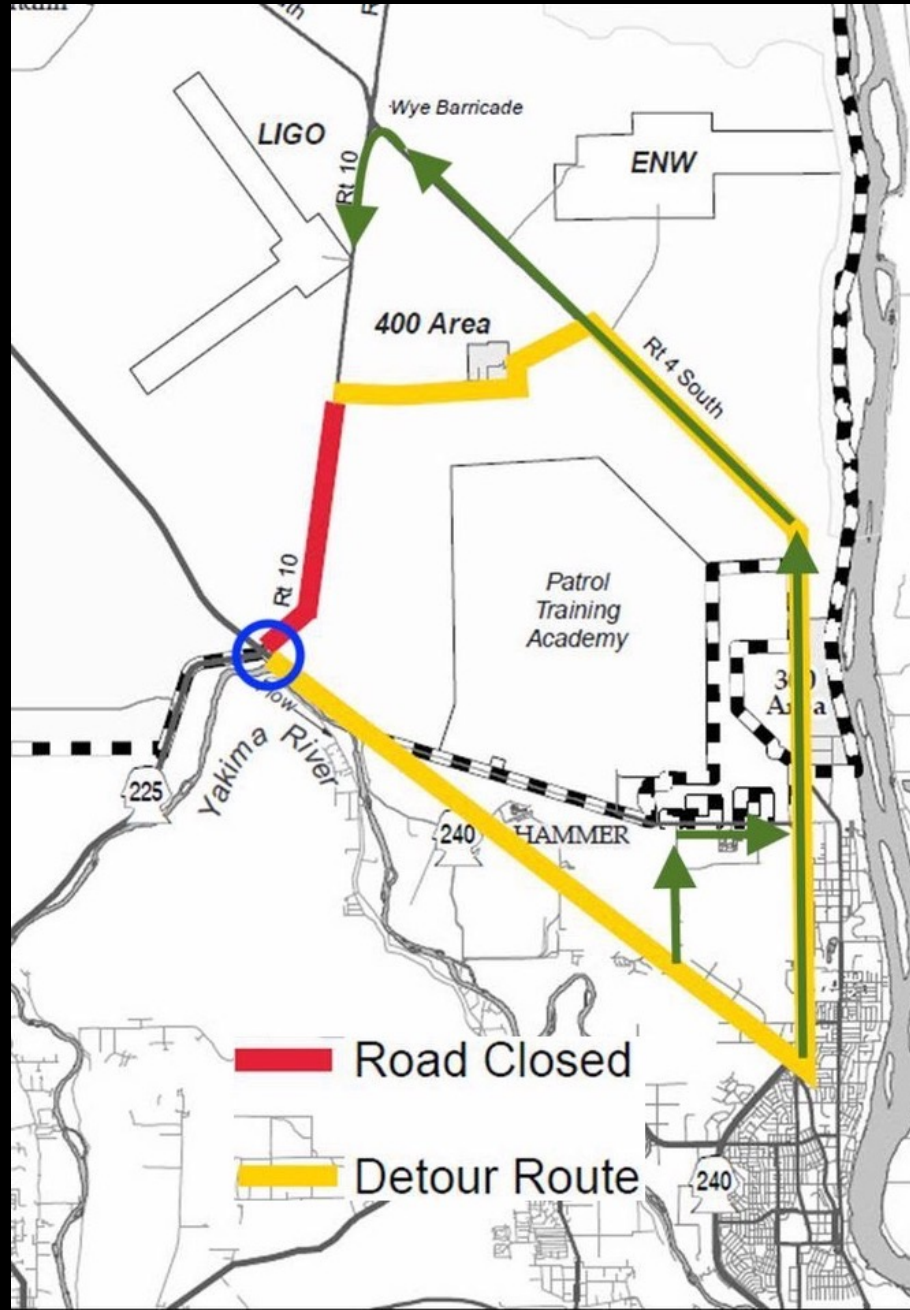 LIGO
Wye Barricade
Rt 10
ENW
400 Area
Rt 4 South
Rt 10
Patrol
Training
Academy
flow
Yakima River
225
240
HAMMER
Road Closed
Detour Route
240